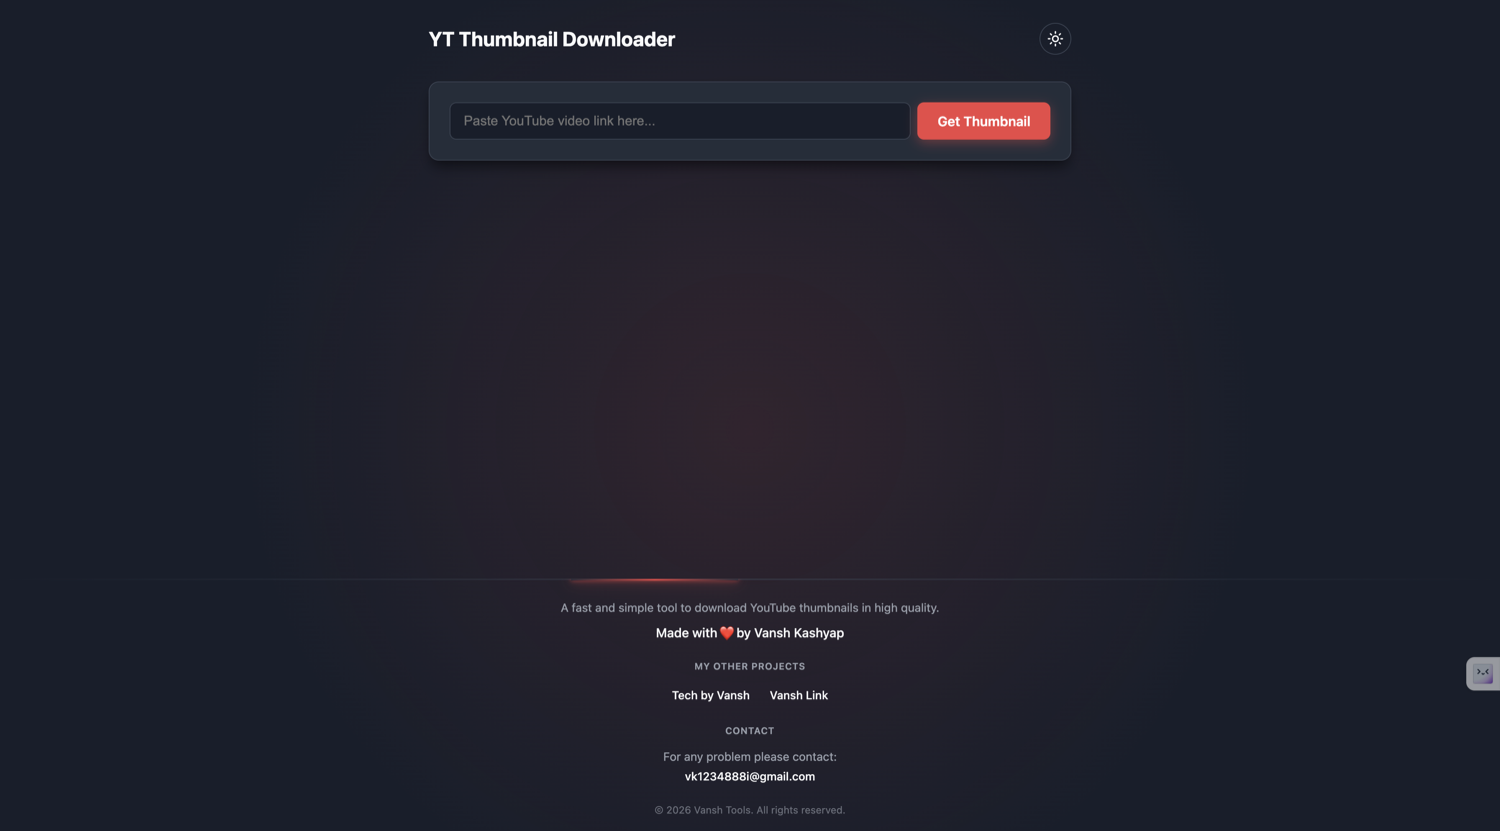 YT Thumbnail Downloader
Paste YouTube video link here...
Get Thumbnail
A fast and simple tool to download YouTube thumbnails in high quality.
Made with ❤️ by Vansh Kashyap
MY OTHER PROJECTS
Tech by Vansh Vansh Link
CONTACT
For any problem please contact:
vk1234888i@gmail.com
© 2026 Vansh Tools. All rights reserved.